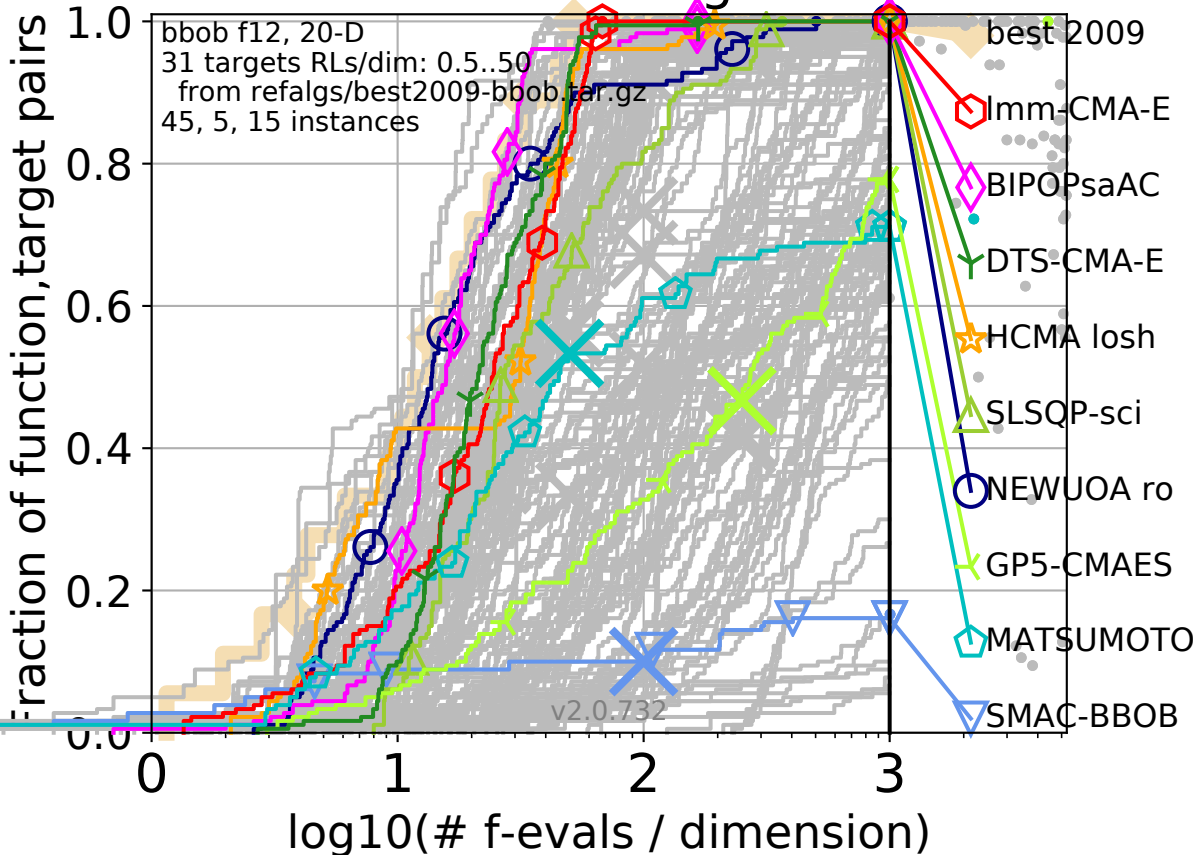 bbob f12, 20-D
31 targets RLs/dim: 0.5..50
from refalgs/best2009-bbob.tar.gz
45, 5, 15 instances
Fraction of function,target pairs
1.0
0.8
0.6
0.4
0.2
0.0
0
1
2
3
log10(# f-evals / dimension)
v2.0.732
best 2009
lmm-CMA-E
BIPOPsaAC
DTS-CMA-E
HCMA losh
SLSQP-sci
NEWUOA ro
GP5-CMAES
MATSUMOTO
SMAC-BBOB